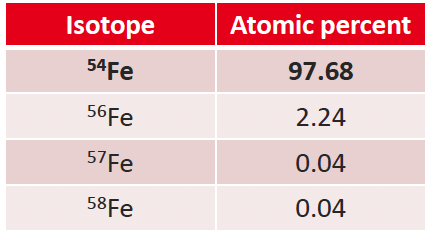 Isotope Atomic percent
⁵⁴Fe 97.68
⁵⁶Fe 2.24
⁵⁷Fe 0.04
⁵⁸Fe 0.04